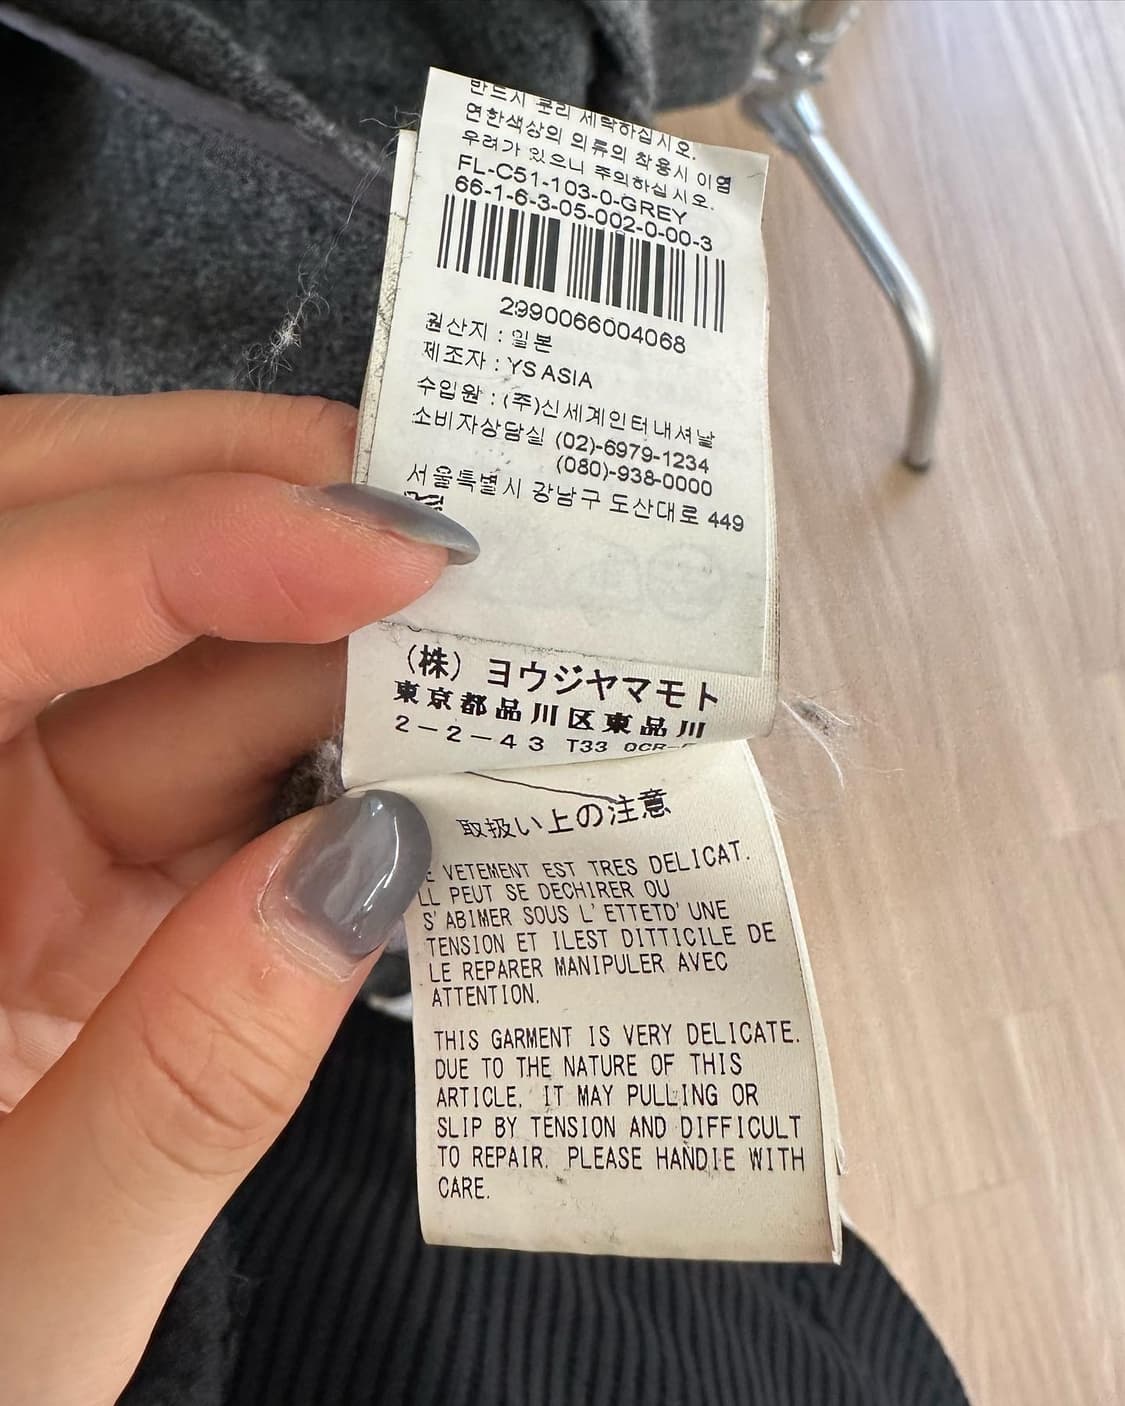 반드시 분리 세탁하십시오.
연한색상의 의류의 착용시 이염
우려가 있으니 주의하십시오.
FL-C51-103-0-GREY
66-1-6-3-05-002-0-00-3
2990066004068
원산지 : 일본
제조자 : YS ASIA
수입원 : (주)신세계인터내셔날
소비자상담실 (02)-6979-1234
(080)-938-0000
서울특별시 강남구 도산대로 449
(株) ヨウジヤマモト
東京都品川区東品川
2-2-43 T33 OCR-
取扱い上の注意
E VETEMENT EST TRES DELICAT.
LL PEUT SE DECHIRER OU
S'ABIMER SOUS L'ETTETD'UNE
TENSION ET ILEST DITTICILE DE
LE REPARER MANIPULER AVEC
ATTENTION.
THIS GARMENT IS VERY DELICATE.
DUE TO THE NATURE OF THIS
ARTICLE, IT MAY PULLING OR
SLIP BY TENSION AND DIFFICULT
TO REPAIR. PLEASE HANDIE WITH
CARE.